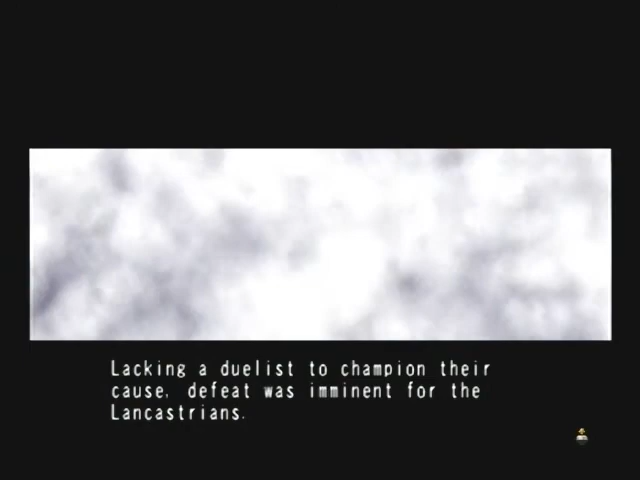 Lacking a duelist to champion their
cause, defeat was imminent for the
Lancastrians.